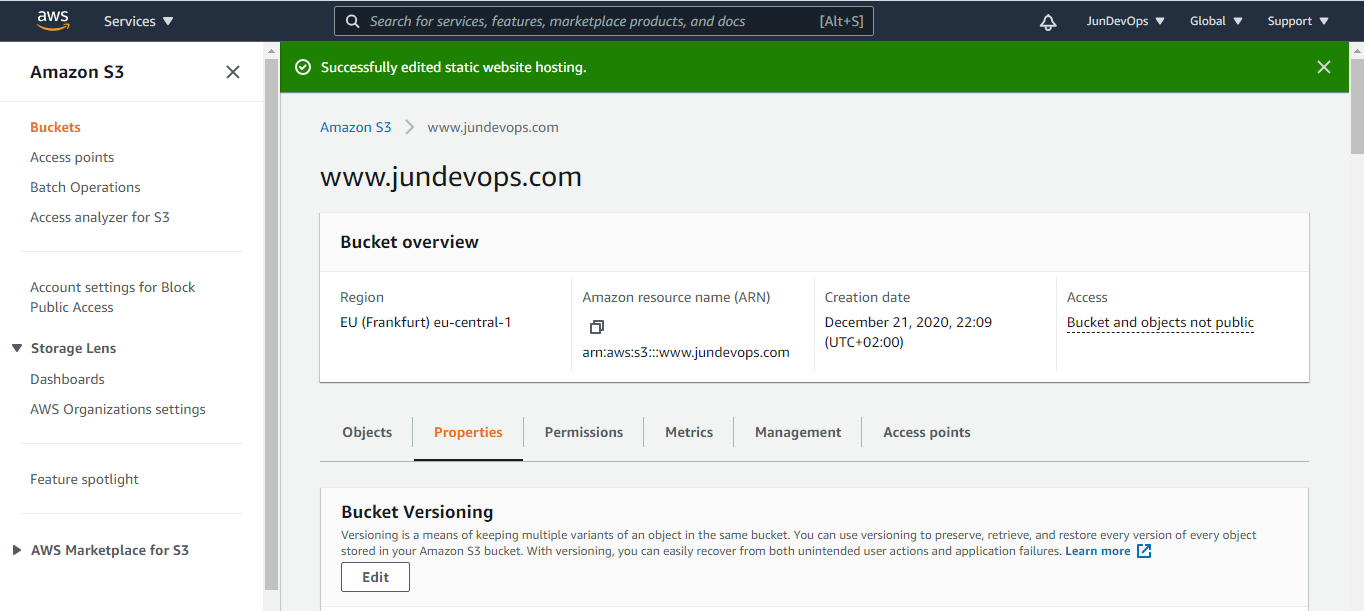 aws
Services
Search for services, features, marketplace products, and docs
[Alt+S]
JunDevOps
Global
Support
Amazon S3
Buckets
Access points
Batch Operations
Access analyzer for S3
Account settings for Block
Public Access
Storage Lens
Dashboards
AWS Organizations settings
Feature spotlight
AWS Marketplace for S3
Successfully edited static website hosting.
Amazon S3
www.jundevops.com
www.jundevops.com
Bucket overview
Region
EU (Frankfurt) eu-central-1
Amazon resource name (ARN)
arn:aws:s3:::www.jundevops.com
Creation date
December 21, 2020, 22:09
(UTC+02:00)
Access
Bucket and objects not public
Objects
Properties
Permissions
Metrics
Management
Access points
Bucket Versioning
Versioning is a means of keeping multiple variants of an object in the same bucket. You can use versioning to preserve, retrieve, and restore every version of every object
stored in your Amazon S3 bucket. With versioning, you can easily recover from both unintended user actions and application failures. Learn more
Edit